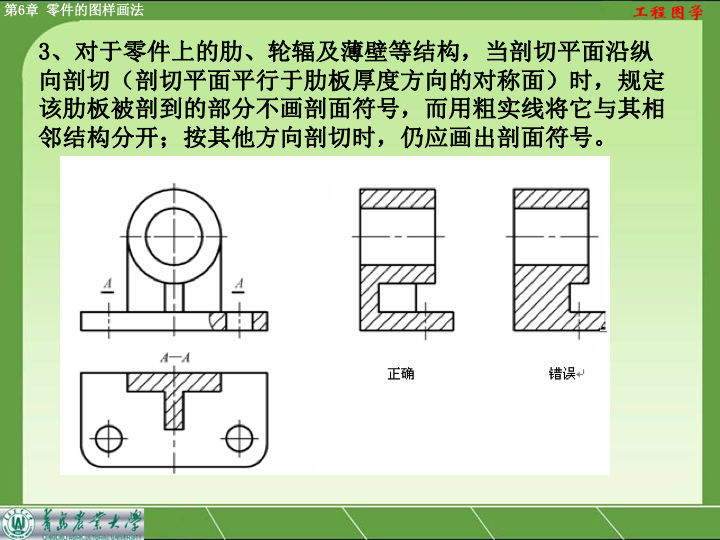 第6章 零件的图样画法
工程图学
3、对于零件上的肋、轮辐及薄壁等结构，当剖切平面沿纵
向剖切（剖切平面平行于肋板厚度方向的对称面）时，规定
该肋板被剖到的部分不画剖面符号，而用粗实线将它与其相
邻结构分开；按其他方向剖切时，仍应画出剖面符号。
A A
A—A
正确 错误
青岛农业大学